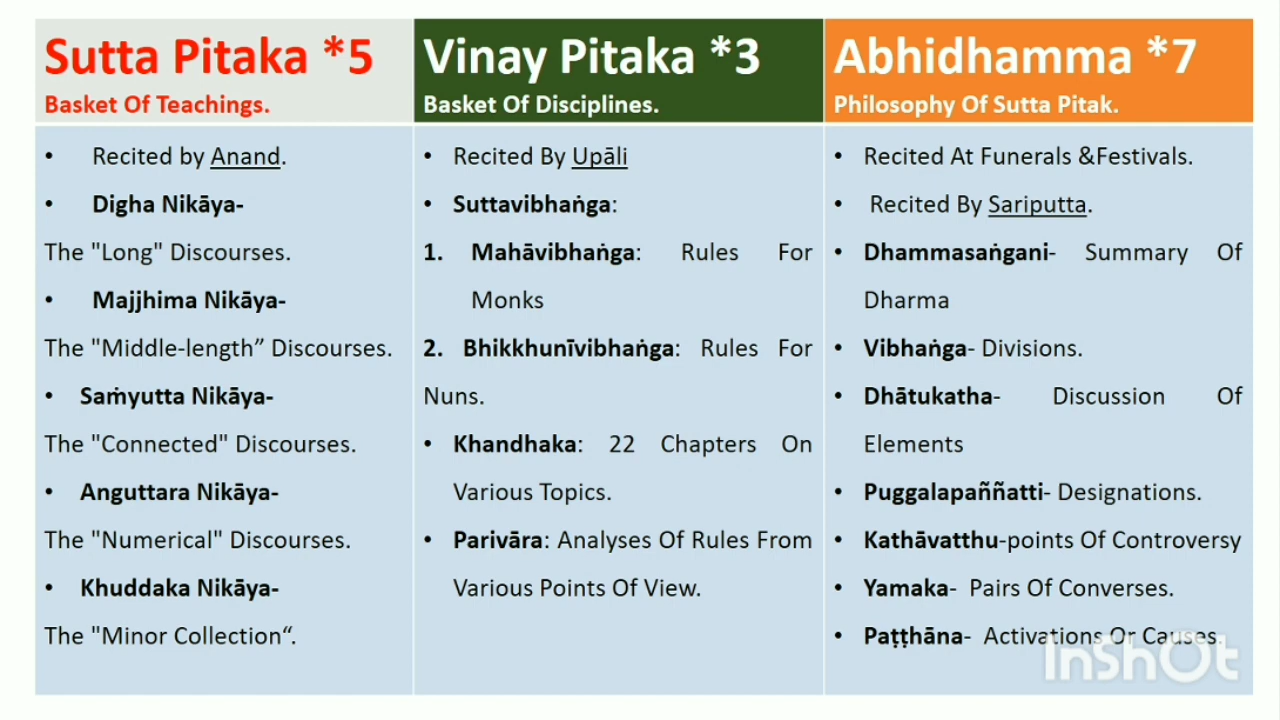 Sutta Pitaka *5
Basket Of Teachings.
• Recited by Anand.
• Digha Nikāya-
The "Long" Discourses.
• Majjhima Nikāya-
The "Middle-length” Discourses.
• Saṁyutta Nikāya-
The "Connected" Discourses.
• Anguttara Nikāya-
The "Numerical" Discourses.
• Khuddaka Nikāya-
The "Minor Collection“.
Vinay Pitaka *3
Basket Of Disciplines.
• Recited By Upāli
• Suttavibhaṅga:
1. Mahāvibhaṅga: Rules For
Monks
2. Bhikkhunīvibhaṅga: Rules For
Nuns.
• Khandhaka: 22 Chapters On
Various Topics.
• Parivāra: Analyses Of Rules From
Various Points Of View.
Abhidhamma *7
Philosophy Of Sutta Pitak.
• Recited At Funerals &Festivals.
• Recited By Sariputta.
• Dhammasaṅgani- Summary Of
Dharma
• Vibhaṅga- Divisions.
• Dhātukatha- Discussion Of
Elements
• Puggalapaññatti- Designations.
• Kathāvatthu-points Of Controversy
• Yamaka- Pairs Of Converses.
• Paṭṭhāna- Activations Or Causes.
InShOt